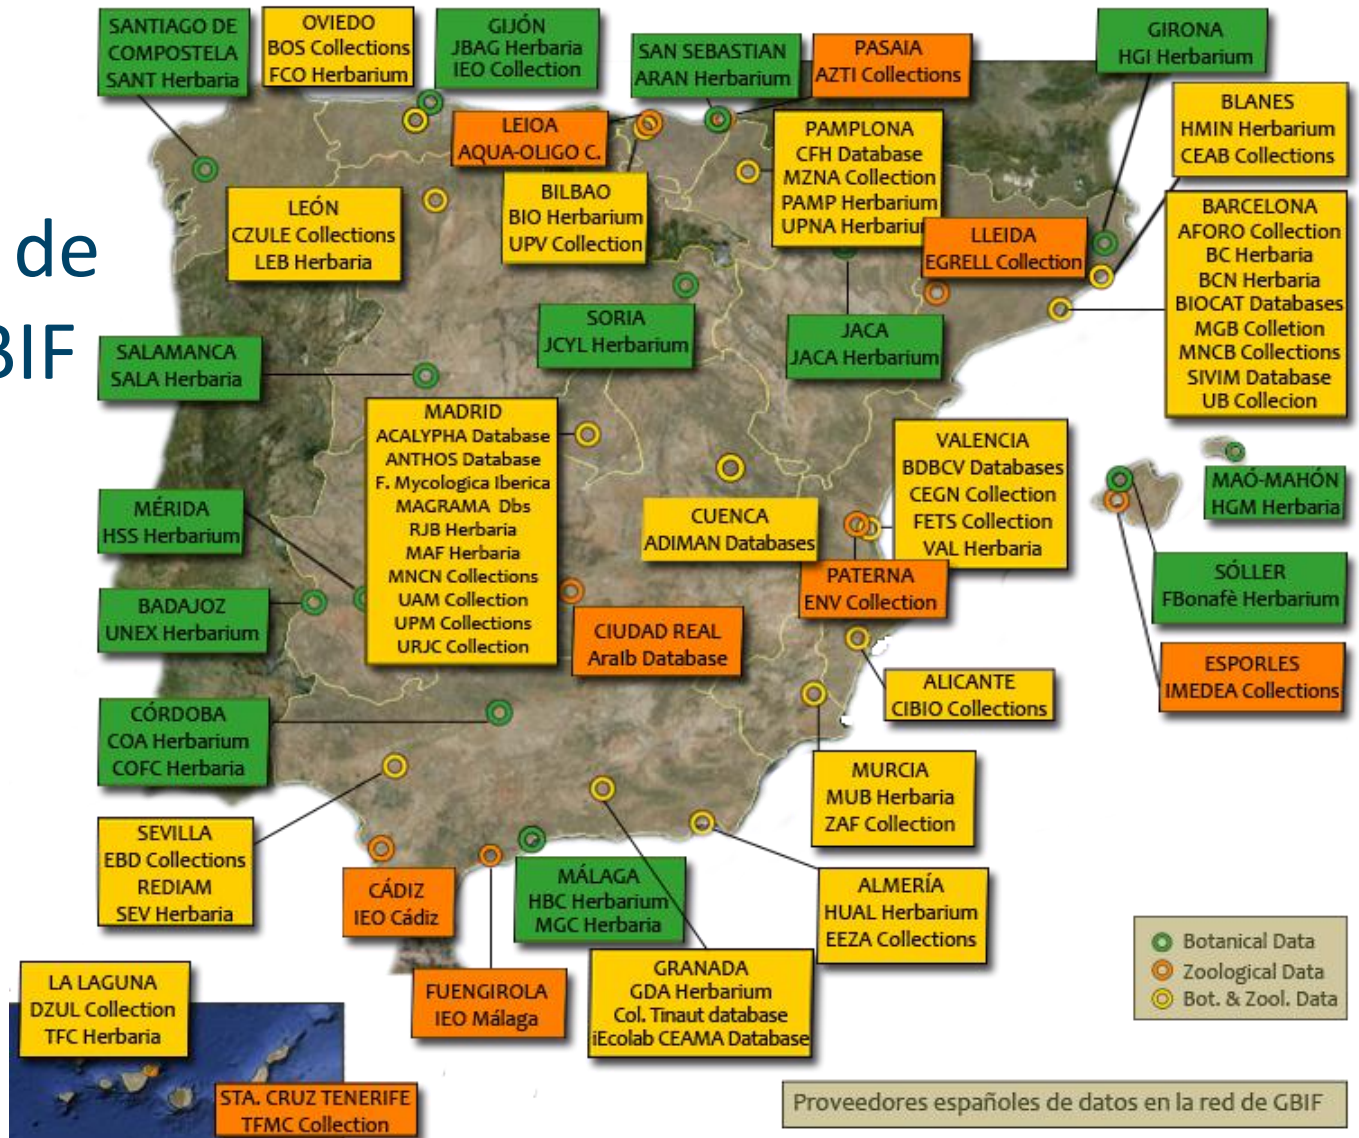 SANTIAGO DE
COMPOSTELA
SANT Herbaria
OVIEDO
BOS Collections
FCO Herbarium
GIJÓN
JBAG Herbaria
IEO Collection
SAN SEBASTIAN
ARAN Herbarium
PASAIA
AZTI Collections
GIRONA
HGI Herbarium
BLANES
HMIN Herbarium
CEAB Collections
LEIOA
AQUA-OLIGO C.
PAMPLONA
CFH Database
MZNA Collection
PAMP Herbarium
UPNA Herbarium
BILBAO
BIO Herbarium
UPV Collection
LEÓN
CZULE Collections
LEB Herbaria
de
BIF
LLEIDA
EGRELL Collection
BARCELONA
AFORO Collection
BC Herbaria
BCN Herbaria
BIOCAT Databases
MGB Colletion
MNCB Collections
SIVIM Database
UB Collecion
SORIA
JCYL Herbarium
JACA
JACA Herbarium
SALAMANCA
SALA Herbaria
MADRID
ACALYPHA Database
ANTHOS Database
F. Mycologica Iberica
MAGRAMA Dbs
RJB Herbaria
MAF Herbaria
MNCN Collections
UAM Collection
UPM Collections
URJC Collection
VALENCIA
BDBCV Databases
CEGN Collection
FETS Collection
VAL Herbaria
MAÓ-MAHÓN
HGM Herbaria
MÉRIDA
HSS Herbarium
CUENCA
ADIMAN Databases
PATERNA
ENV Collection
SÓLLER
FBonafè Herbarium
BADAJOZ
UNEX Herbarium
CIUDAD REAL
AraIb Database
ESPORLES
IMEDEA Collections
ALICANTE
CIBIO Collections
CÓRDOBA
COA Herbarium
COFC Herbaria
MURCIA
MUB Herbaria
ZAF Collection
SEVILLA
EBD Collections
REDIAM
SEV Herbaria
CÁDIZ
IEO Cádiz
MÁLAGA
HBC Herbarium
MGC Herbaria
ALMERÍA
HUAL Herbarium
EEZA Collections
Botanical Data
Zoological Data
Bot. & Zool. Data
LA LAGUNA
DZUL Collection
TFC Herbaria
FUENGIROLA
IEO Málaga
GRANADA
GDA Herbarium
Col. Tinaut database
iEcolab CEAMA Database
STA. CRUZ TENERIFE
TFMC Collection
Proveedores españoles de datos en la red de GBIF